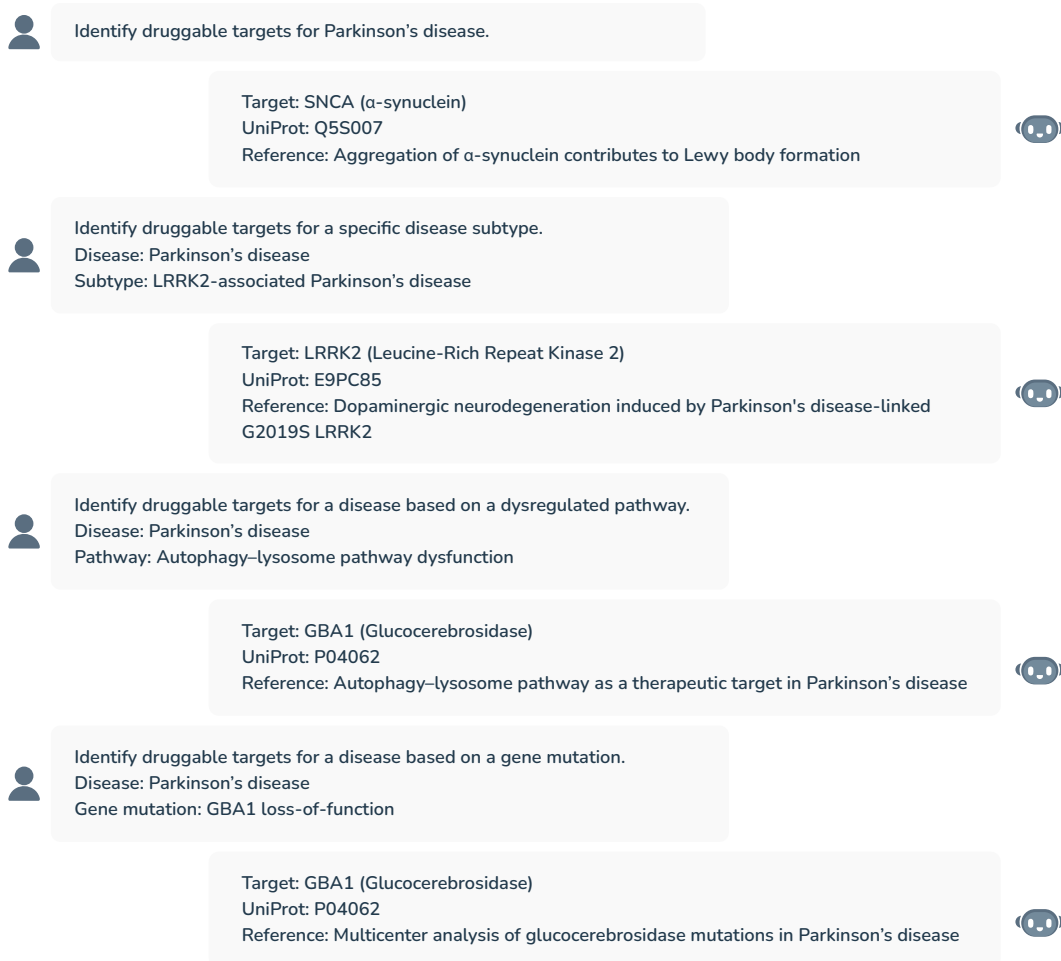 Identify druggable targets for Parkinson’s disease.
Target: SNCA (α-synuclein)
UniProt: Q5S007
Reference: Aggregation of α-synuclein contributes to Lewy body formation
Identify druggable targets for a specific disease subtype.
Disease: Parkinson’s disease
Subtype: LRRK2-associated Parkinson’s disease
Target: LRRK2 (Leucine-Rich Repeat Kinase 2)
UniProt: E9PC85
Reference: Dopaminergic neurodegeneration induced by Parkinson's disease-linked
G2019S LRRK2
Identify druggable targets for a disease based on a dysregulated pathway.
Disease: Parkinson’s disease
Pathway: Autophagy–lysosome pathway dysfunction
Target: GBA1 (Glucocerebrosidase)
UniProt: P04062
Reference: Autophagy–lysosome pathway as a therapeutic target in Parkinson’s disease
Identify druggable targets for a disease based on a gene mutation.
Disease: Parkinson’s disease
Gene mutation: GBA1 loss-of-function
Target: GBA1 (Glucocerebrosidase)
UniProt: P04062
Reference: Multicenter analysis of glucocerebrosidase mutations in Parkinson’s disease